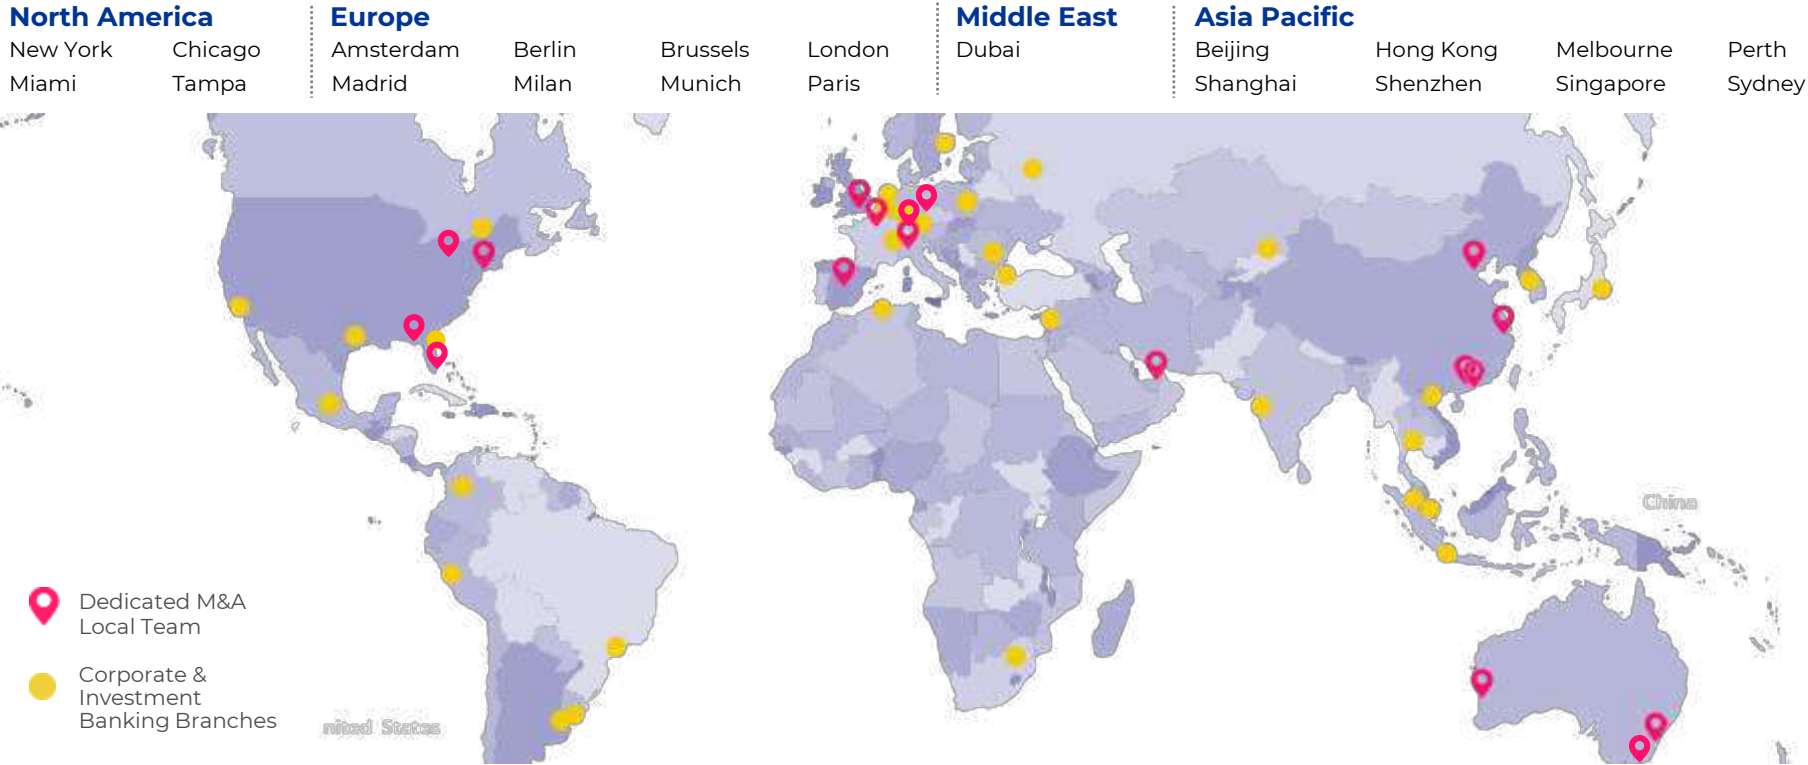 North America
New York Chicago
Miami Tampa
Europe
Amsterdam Berlin Brussels London
Madrid Milan Munich Paris
Middle East
Dubai
Asia Pacific
Beijing Hong Kong Melbourne Perth
Shanghai Shenzhen Singapore Sydney
China
Dedicated M&A
Local Team
Corporate &
Investment
Banking Branches
nited States